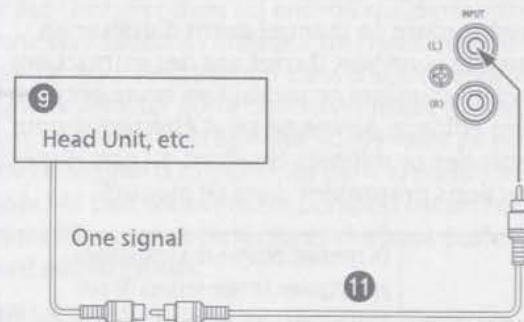 INPUT
(L)
(R)
9
Head Unit, etc.
One signal
11